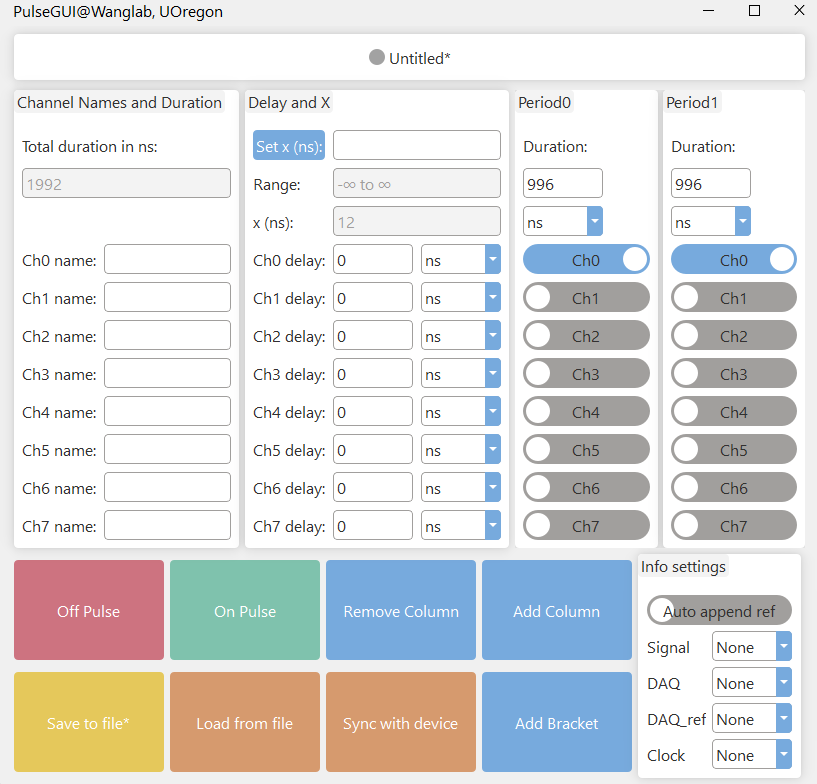 PulseGUI@Wanglab, UOregon
Untitled*
Channel Names and Duration
Total duration in ns:
1992
Ch0 name:
Ch1 name:
Ch2 name:
Ch3 name:
Ch4 name:
Ch5 name:
Ch6 name:
Ch7 name:
Delay and X
Set x (ns):
Range: -∞ to ∞
x (ns): 12
Ch0 delay: 0 ns
Ch1 delay: 0 ns
Ch2 delay: 0 ns
Ch3 delay: 0 ns
Ch4 delay: 0 ns
Ch5 delay: 0 ns
Ch6 delay: 0 ns
Ch7 delay: 0 ns
Period0
Duration:
996
ns
Ch0
Ch1
Ch2
Ch3
Ch4
Ch5
Ch6
Ch7
Period1
Duration:
996
ns
Ch0
Ch1
Ch2
Ch3
Ch4
Ch5
Ch6
Ch7
Off Pulse
On Pulse
Remove Column
Add Column
Save to file*
Load from file
Sync with device
Add Bracket
Info settings
Auto append ref
Signal None
DAQ None
DAQ_ref None
Clock None